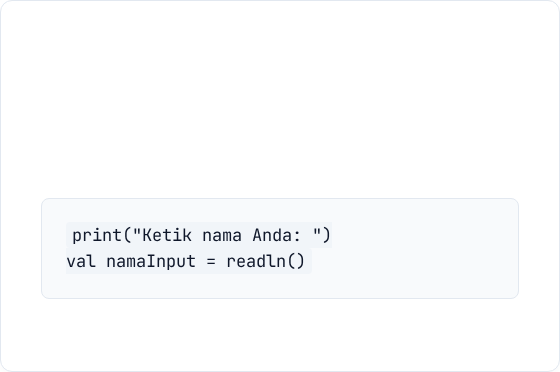 print("Ketik nama Anda: ")
val namaInput = readln()